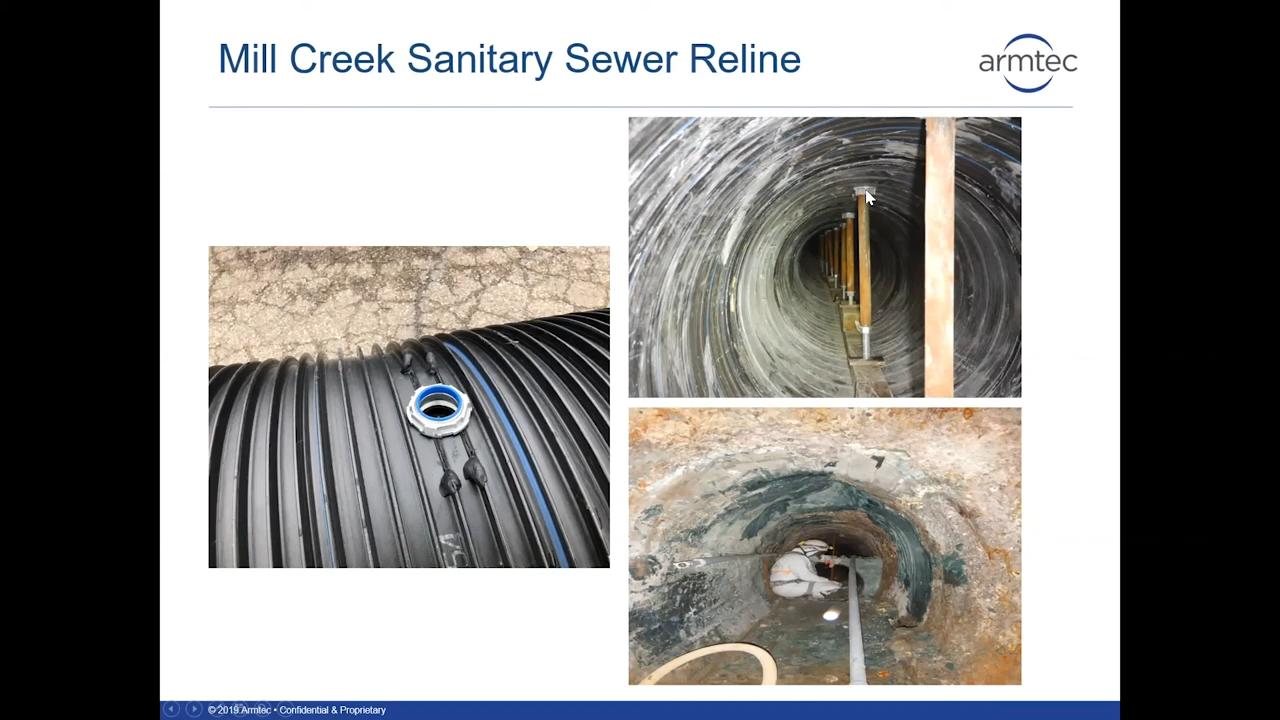 Mill Creek Sanitary Sewer Reline
armtec
© 2019 Armtec • Confidential & Proprietary